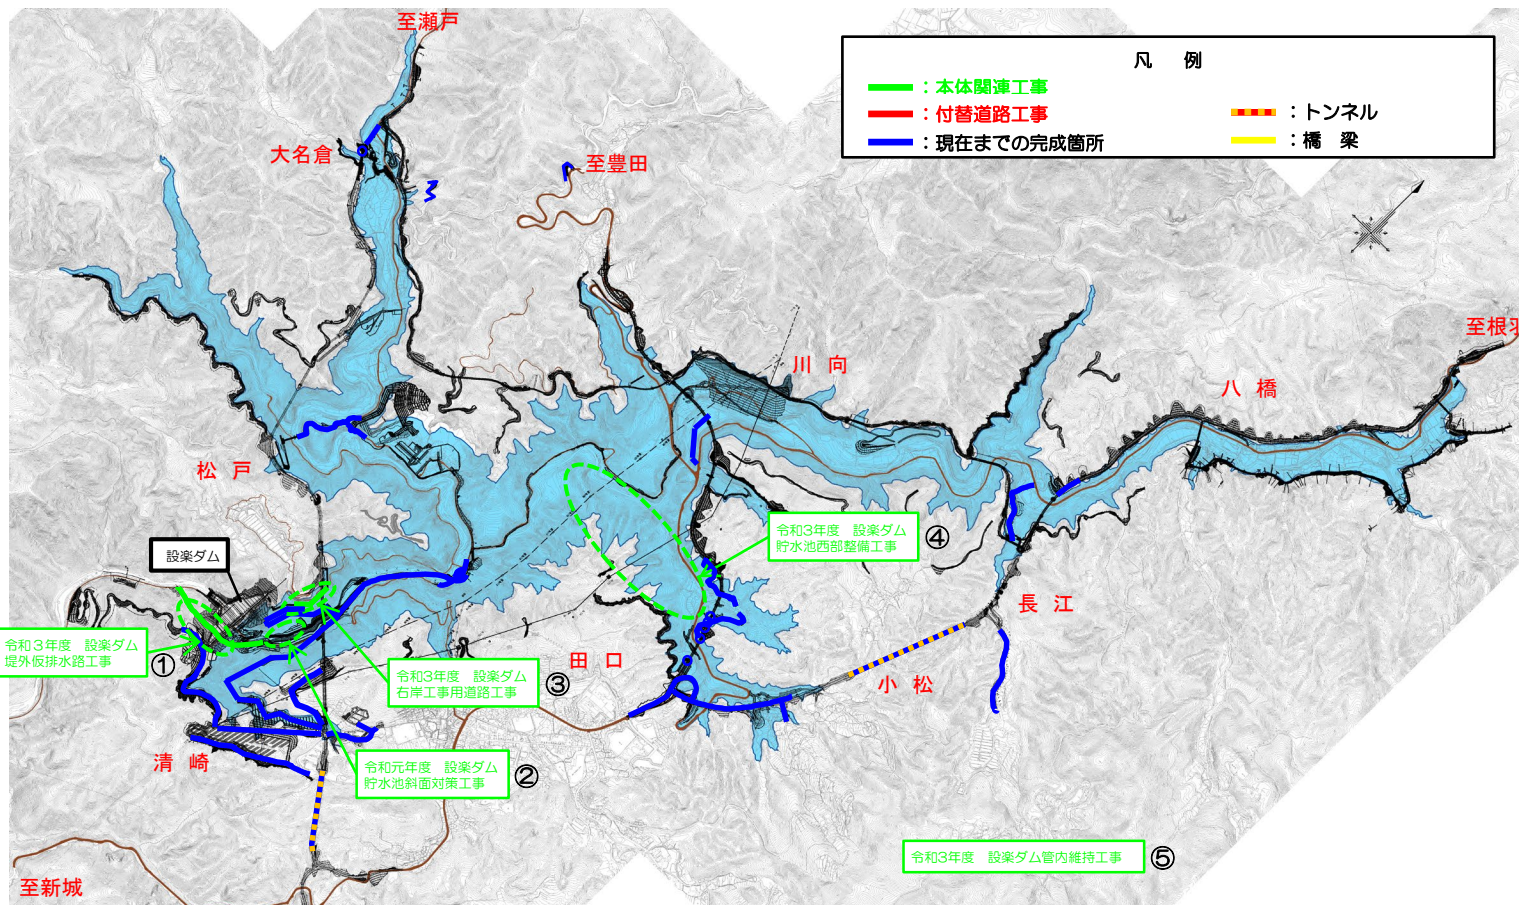 至瀬戸
凡 例
：本体関連工事
：付替道路工事
：トンネル
：現在までの完成箇所
：橋 梁
大名倉
至豊田
至根羽
川 向
八 橋
松 戸
設楽ダム
令和3年度 設楽ダム
貯水池西部整備工事
④
長 江
令和３年度 設楽ダム
堤外仮排水路工事
①
田 口
令和3年度 設楽ダム
右岸工事用道路工事
③
小 松
清 崎
令和元年度 設楽ダム
貯水池斜面対策工事
②
令和3年度 設楽ダム管内維持工事
⑤
至新城